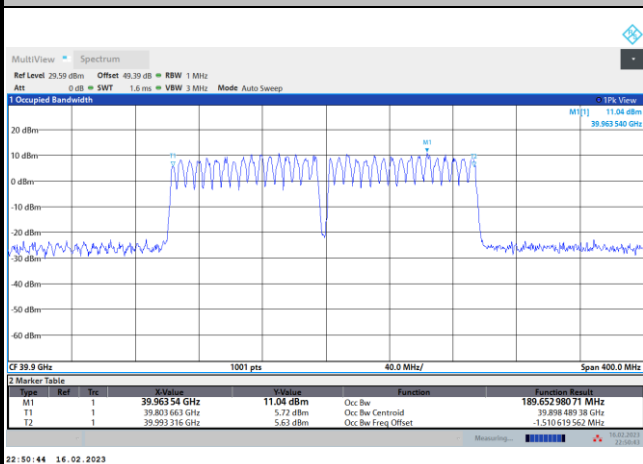 MultiView Spectrum
Ref Level 29.59 dBm Offset 49.39 dB RBW 1 MHz
Att 0 dB SWT 1.6 ms VBW 3 MHz Mode Auto Sweep
1 Occupied Bandwidth 1Pk View
M1[1] 11.04 dBm
39.963 540 GHz
20 dBm
M1
10 dBm
0 dBm
-10 dBm
-20 dBm
-30 dBm
-40 dBm
-50 dBm
-60 dBm
CF 39.9 GHz 1001 pts 40.0 MHz/ Span 400.0 MHz
2 Marker Table
Type Ref Trc X-Value Y-Value Function Function Result
M1 1 39.963 54 GHz 11.04 dBm Occ Bw 189.652 980 71 MHz
T1 1 39.803 663 GHz 5.72 dBm Occ Bw Centroid 39.898 489 38 GHz
T2 1 39.993 316 GHz 5.63 dBm Occ Bw Freq Offset -1.510 619 562 MHz
Measuring... 16.02.2023
22:50:43
22:50:44 16.02.2023